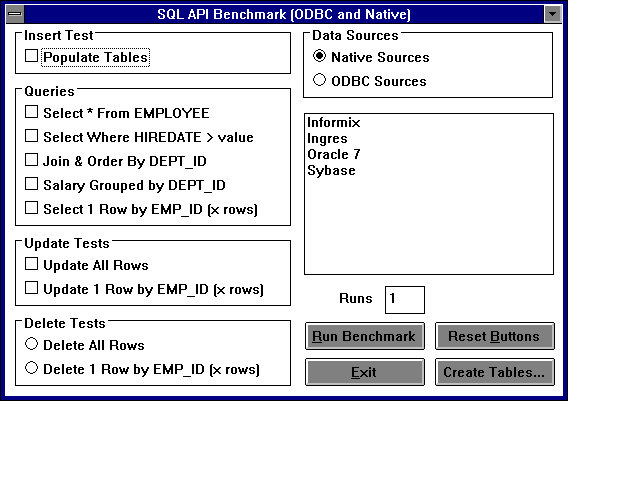 SQL API Benchmark (ODBC and Native)
Insert Test
Populate Tables
Queries
Select * From EMPLOYEE
Select Where HIREDATE > value
Join & Order By DEPT_ID
Salary Grouped by DEPT_ID
Select 1 Row by EMP_ID (x rows)
Update Tests
Update All Rows
Update 1 Row by EMP_ID (x rows)
Delete Tests
Delete All Rows
Delete 1 Row by EMP_ID (x rows)
Data Sources
Native Sources
ODBC Sources
Informix
Ingres
Oracle 7
Sybase
Runs 1
Run Benchmark Reset Buttons
Exit Create Tables...